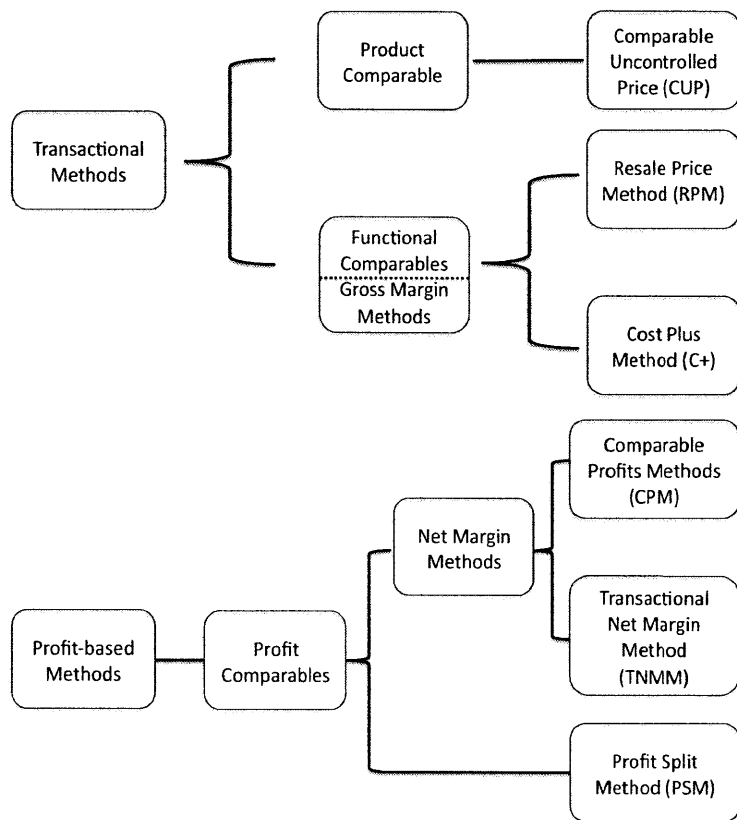 Product
Comparable
Comparable
Uncontrolled
Price (CUP)
Transactional
Methods
Resale Price
Method (RPM)
Functional
Comparables
Gross Margin
Methods
Cost Plus
Method (C+)
Comparable
Profits Methods
(CPM)
Net Margin
Methods
Transactional
Net Margin
Method
(TNMM)
Profit-based
Methods
Profit
Comparables
Profit Split
Method (PSM)